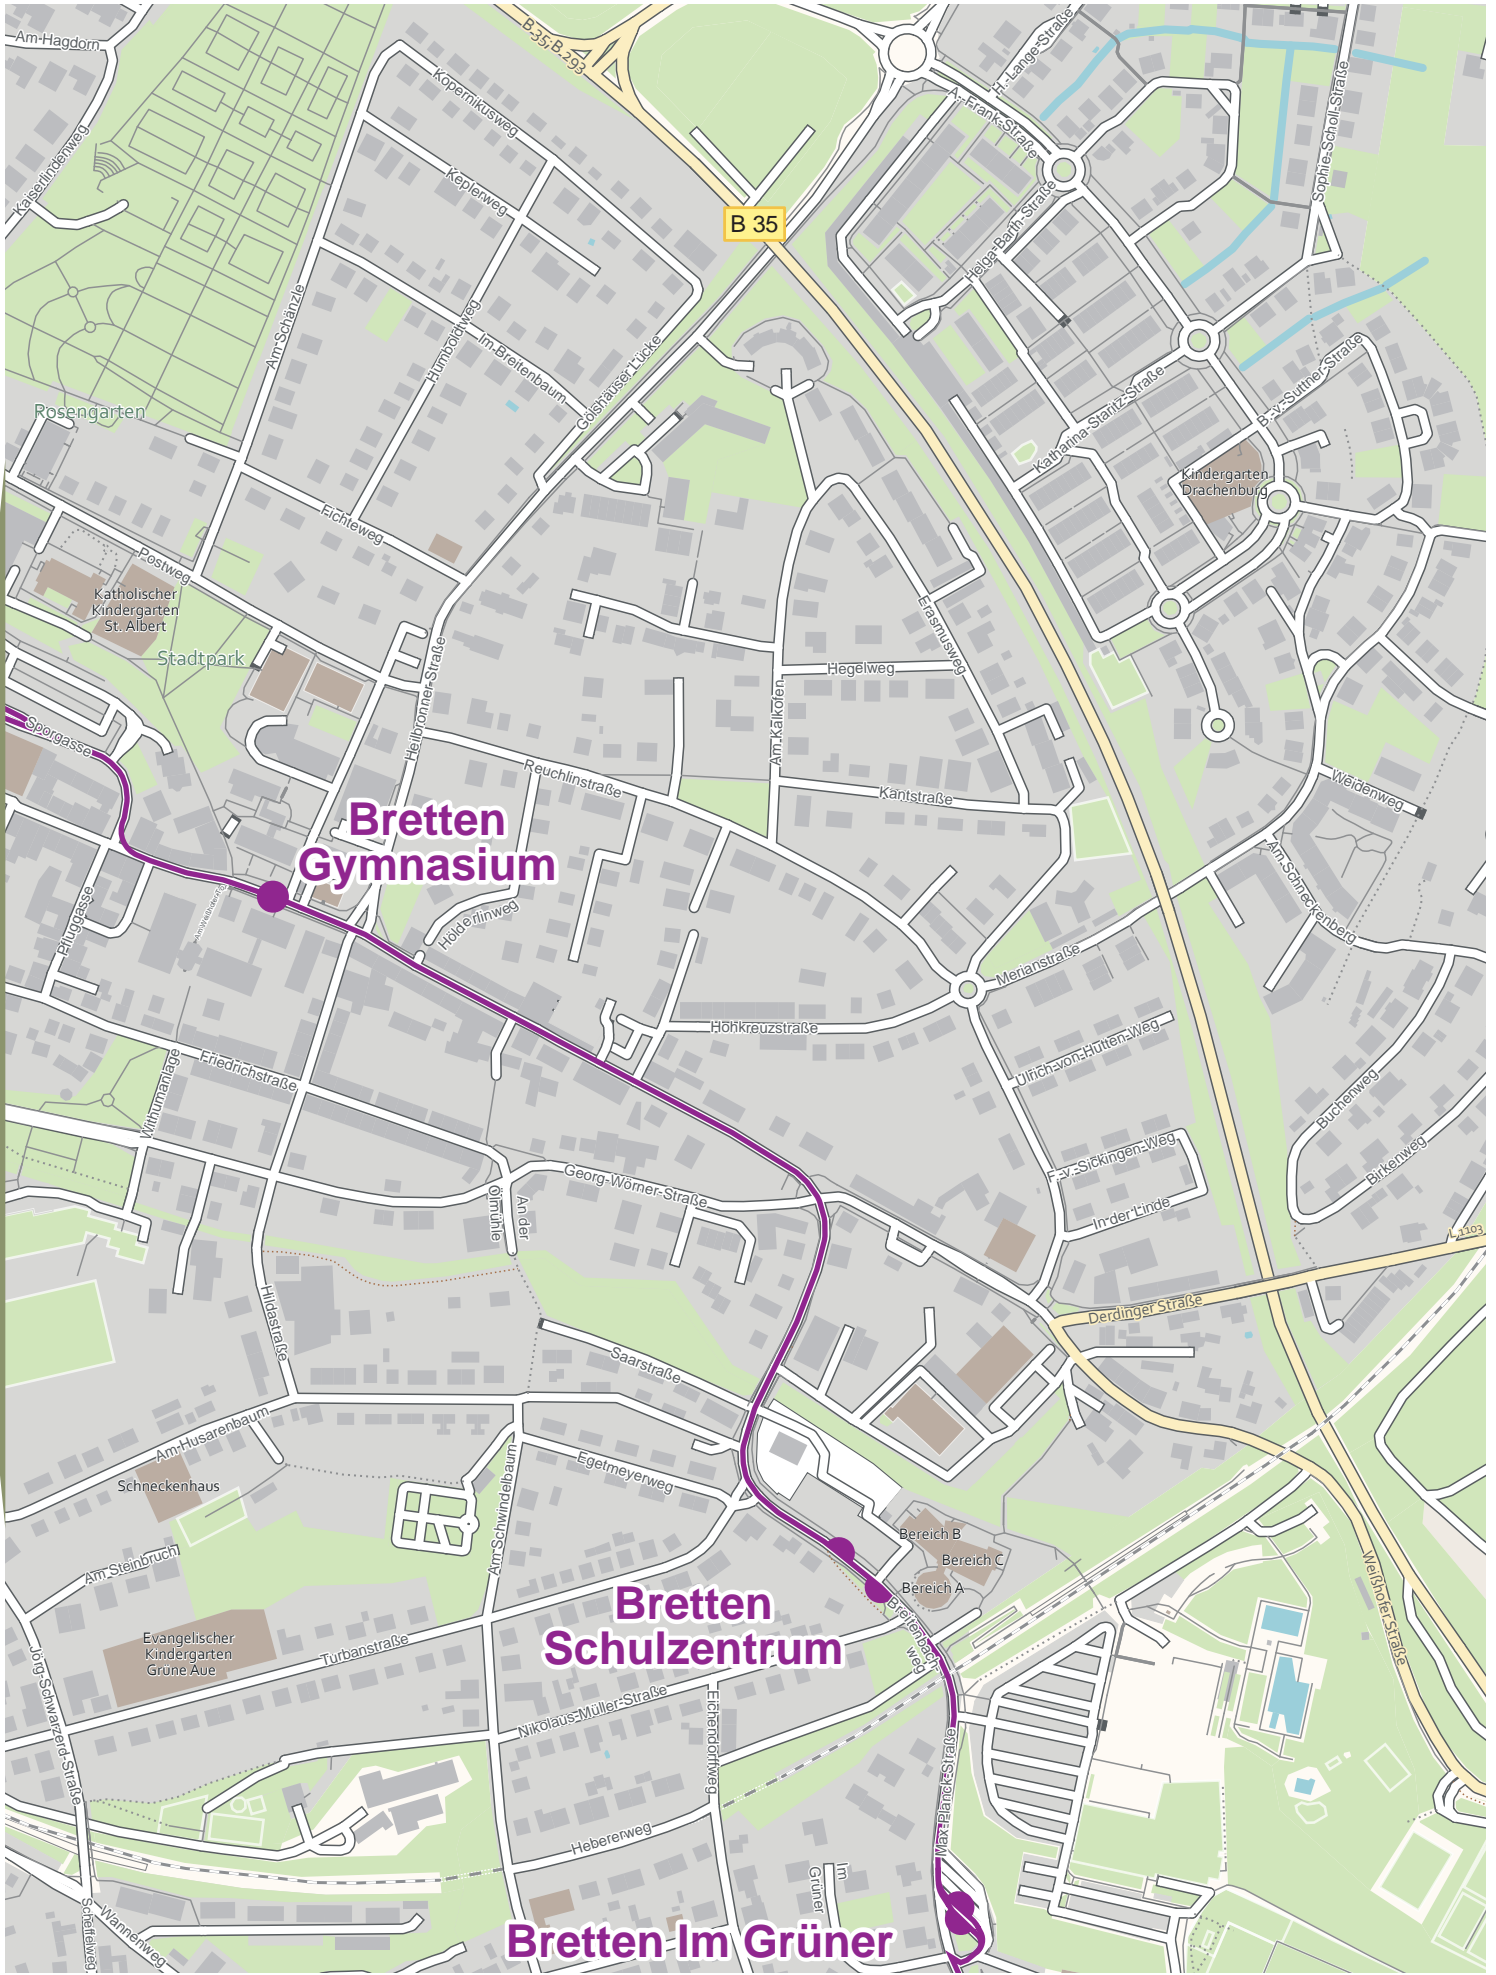 Am Hagdorn
B 35;B 293
H.-Lange-Straße
Kopernikusweg
A.-Frank-Straße
Sophie-Scholl-Straße
Kaiserlindenweg
Keplerweg
B 35
Helga-Barth-Straße
Am Schänzle
Humboldtweg
Im Breitenbaum
Gölshäuser Lücke
B.-v.-Suttner-Straße
Katharina-Staritz-Straße
Rosengarten
Kindergarten
Drachenburg
Fichteweg
Postweg
Katholischer
Kindergarten
St. Albert
Erasmusweg
Stadtpark
Hegelweg
Heilbronner Straße
Am Kalkofen
Sporgasse
Reuchlinstraße
Kantstraße
Weidenweg
Bretten
Gymnasium
Am Schneckenberg
Pfluggasse
Hölderlinweg
Merianstraße
Hohkreuzstraße
Ulrich-von-Hutten-Weg
Friedrichstraße
Withumanlage
Buchenweg
F.-v.-Sickingen-Weg
Birkenweg
Georg-Wörner-Straße
An der
Ölmühle
In der Linde
L 1103
Derdinger Straße
Hildastraße
Saarstraße
Am Husarenbaum
Egetmeyerweg
Schneckenhaus
Am Schwindelbaum
Bereich B
Bereich C
Bereich A
Am Steinbruch
Weißhofer Straße
Bretten
Schulzentrum
Breitenbach-
weg
Evangelischer
Kindergarten
Grüne Aue
Turbanstraße
Jörg-Schwarzerd-Straße
Nikolaus-Müller-Straße
Eichendorffweg
Max-Planck-Straße
Hebererweg
Im
Grüner
Scheffelweg
Wannenweg
Bretten Im Grüner